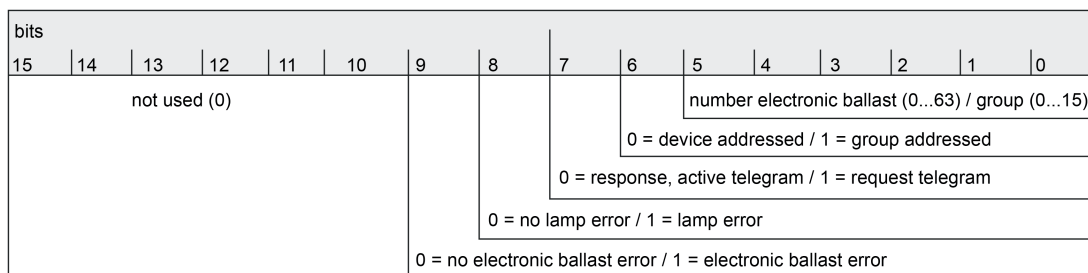 bits
15 14 13 12 11 10 9 8 7 6 5 4 3 2 1 0
not used (0)
number electronic ballast (0...63) / group (0...15)
0 = device addressed / 1 = group addressed
0 = response, active telegram / 1 = request telegram
0 = no lamp error / 1 = lamp error
0 = no electronic ballast error / 1 = electronic ballast error